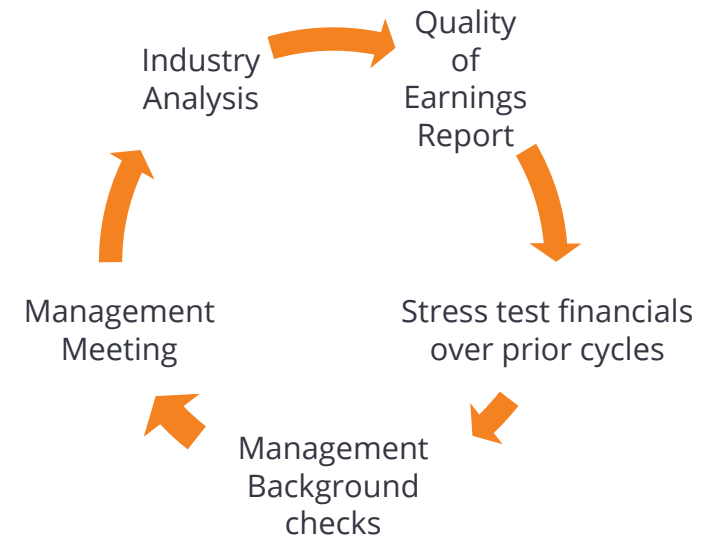 Industry
Analysis
Quality
of
Earnings
Report
Stress test financials
over prior cycles
Management
Background
checks
Management
Meeting